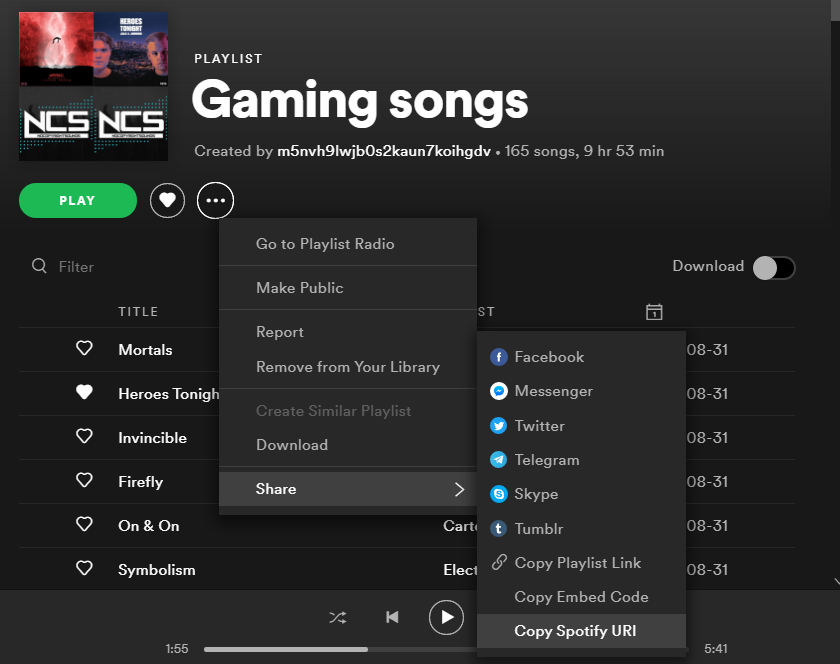 HEROES
TONIGHT
NCS
NOCOPYRIGHTSOUNDS
NCS
NOCOPYRIGHTSOUNDS
PLAYLIST
Gaming songs
Created by m5nvh9lwjb0s2kaun7koihgdv • 165 songs, 9 hr 53 min
PLAY
Filter
Download
TITLE
ST
Go to Playlist Radio
Make Public
Report
Remove from Your Library
Create Similar Playlist
Download
Share
Facebook
Messenger
Twitter
Telegram
Skype
Tumblr
Copy Playlist Link
Copy Embed Code
Copy Spotify URI
Mortals 08-31
Heroes Tonigh 08-31
Invincible 08-31
Firefly 08-31
On & On Carto 08-31
Symbolism Elect 08-31
1:55 5:41